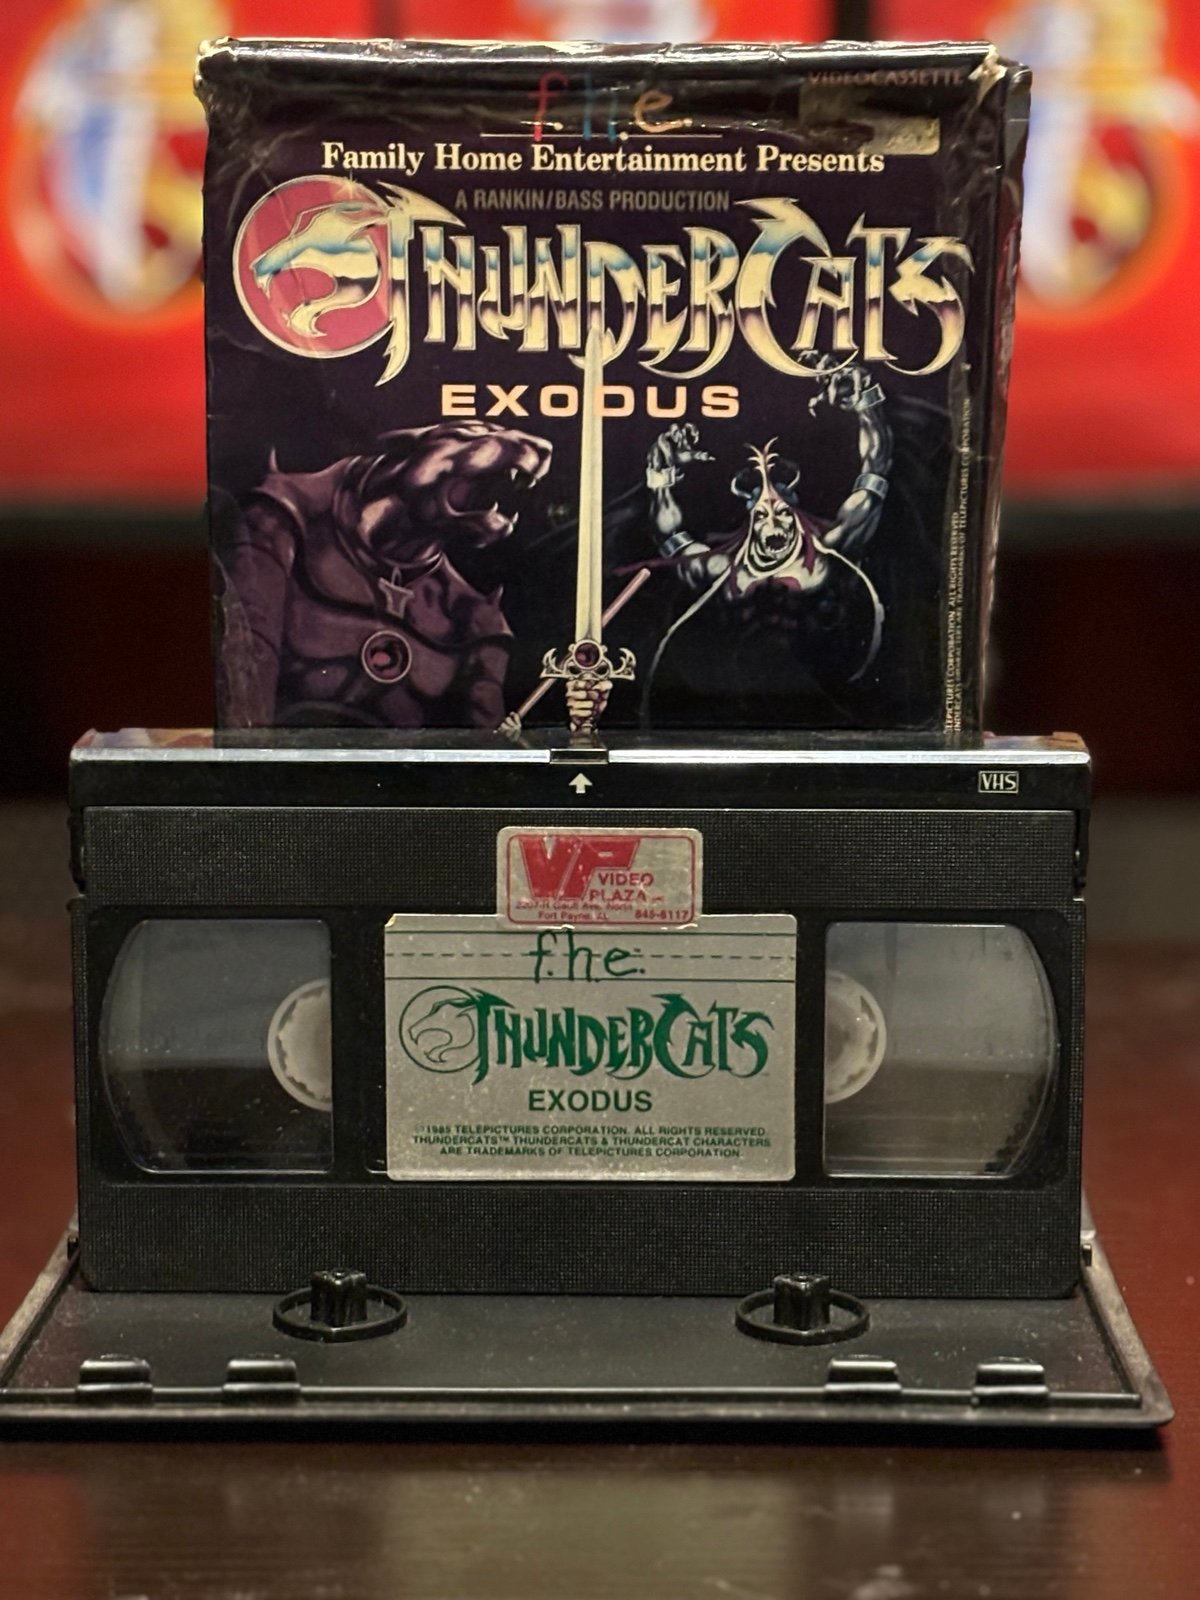 VIDEOCASSETTE
f.h.e.
Family Home Entertainment Presents
A RANKIN/BASS PRODUCTION
THUNDERCATS
EXODUS
VHS
VP VIDEO
PLAZA
Fort Payne, AL 845-6117
f.h.e.
THUNDERCATS
EXODUS
©1985 TELEPICTURES CORPORATION. ALL RIGHTS RESERVED
THUNDERCATS™ THUNDERCATS & THUNDERCAT CHARACTERS
ARE TRADEMARKS OF TELEPICTURES CORPORATION.